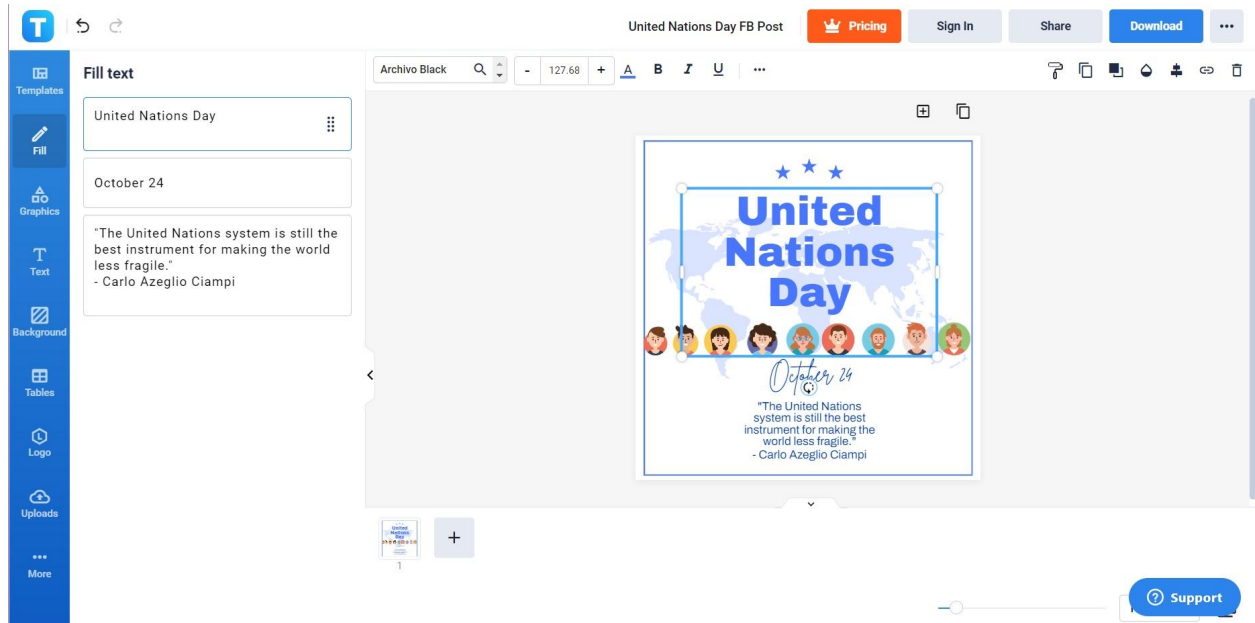 T
United Nations Day FB Post
Pricing
Sign In
Share
Download
Templates
Fill
Graphics
Text
Background
Tables
Logo
Uploads
More
Fill text
United Nations Day
October 24
"The United Nations system is still the
best instrument for making the world
less fragile."
- Carlo Azeglio Ciampi
Archivo Black
- 127.68 + A B I U
United
Nations
Day
October 24
"The United Nations
system is still the best
instrument for making the
world less fragile."
- Carlo Azeglio Ciampi
United
Nations
Day
+
1
Support